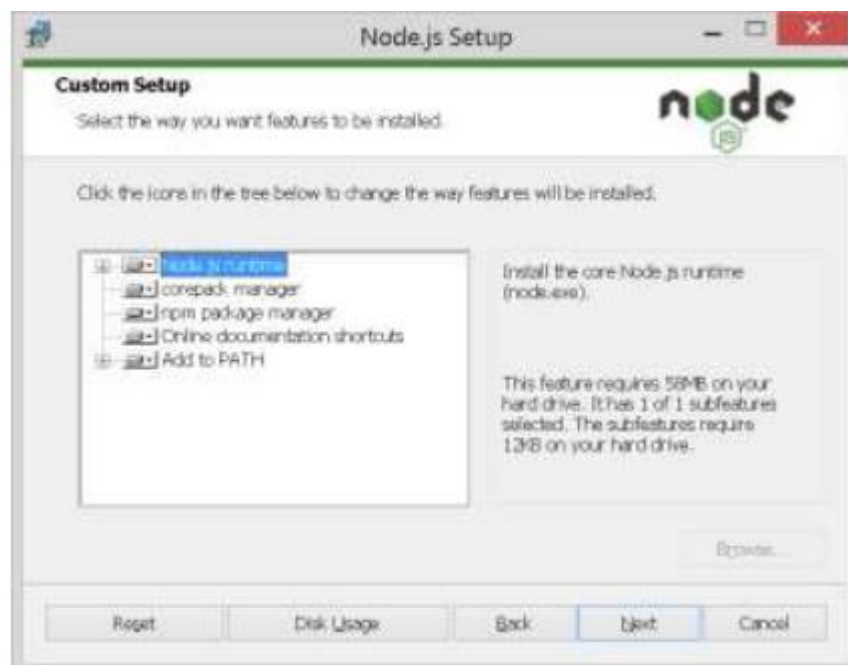 Node.js Setup
Custom Setup
Select the way you want features to be installed.
node
JS
Click the icons in the tree below to change the way features will be installed.
Node.js runtime
corepack manager
npm package manager
Online documentation shortcuts
Add to PATH
Install the core Node.js runtime
(node.exe).
This feature requires 58MB on your
hard drive. It has 1 of 1 subfeatures
selected. The subfeatures require
12KB on your hard drive.
Browse...
Reset
Disk Usage
Back
Next
Cancel